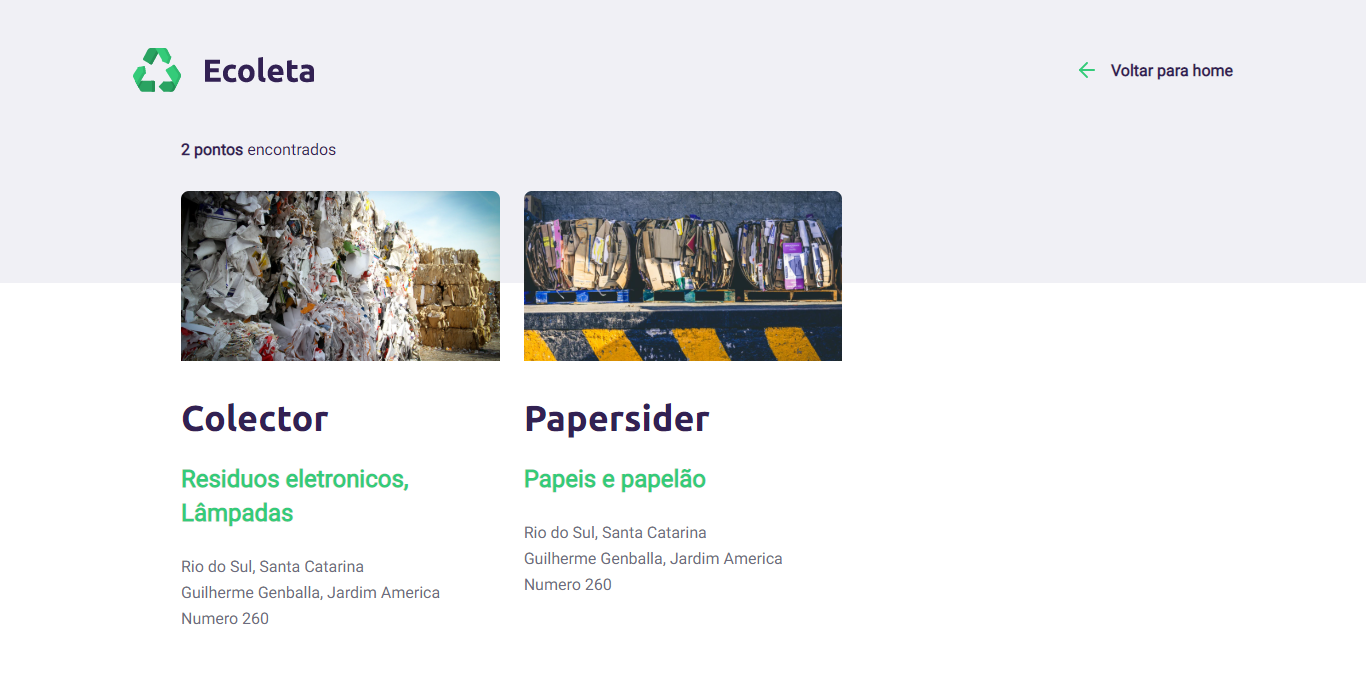 Ecoleta
Voltar para home
2 pontos encontrados
Colector
Residuos eletronicos,
Lâmpadas
Rio do Sul, Santa Catarina
Guilherme Genballa, Jardim America
Numero 260
Papersider
Papeis e papelão
Rio do Sul, Santa Catarina
Guilherme Genballa, Jardim America
Numero 260